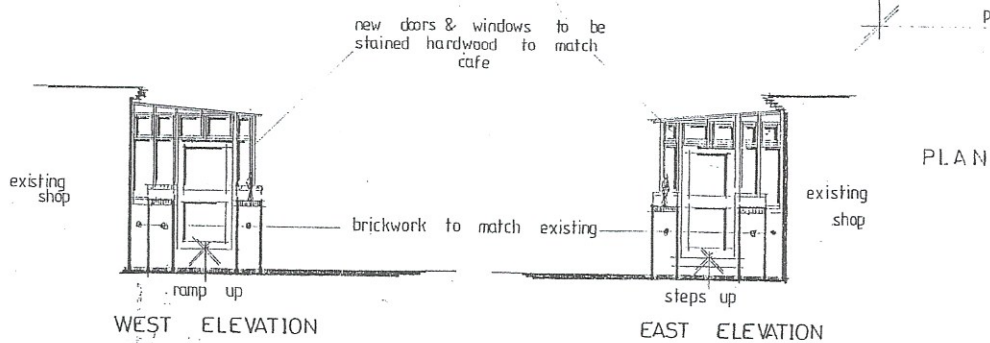 new doors & windows to be
stained hardwood to match
cafe
P
existing
shop
PLAN
existing
shop
brickwork to match existing
ramp up
steps up
WEST ELEVATION
EAST ELEVATION